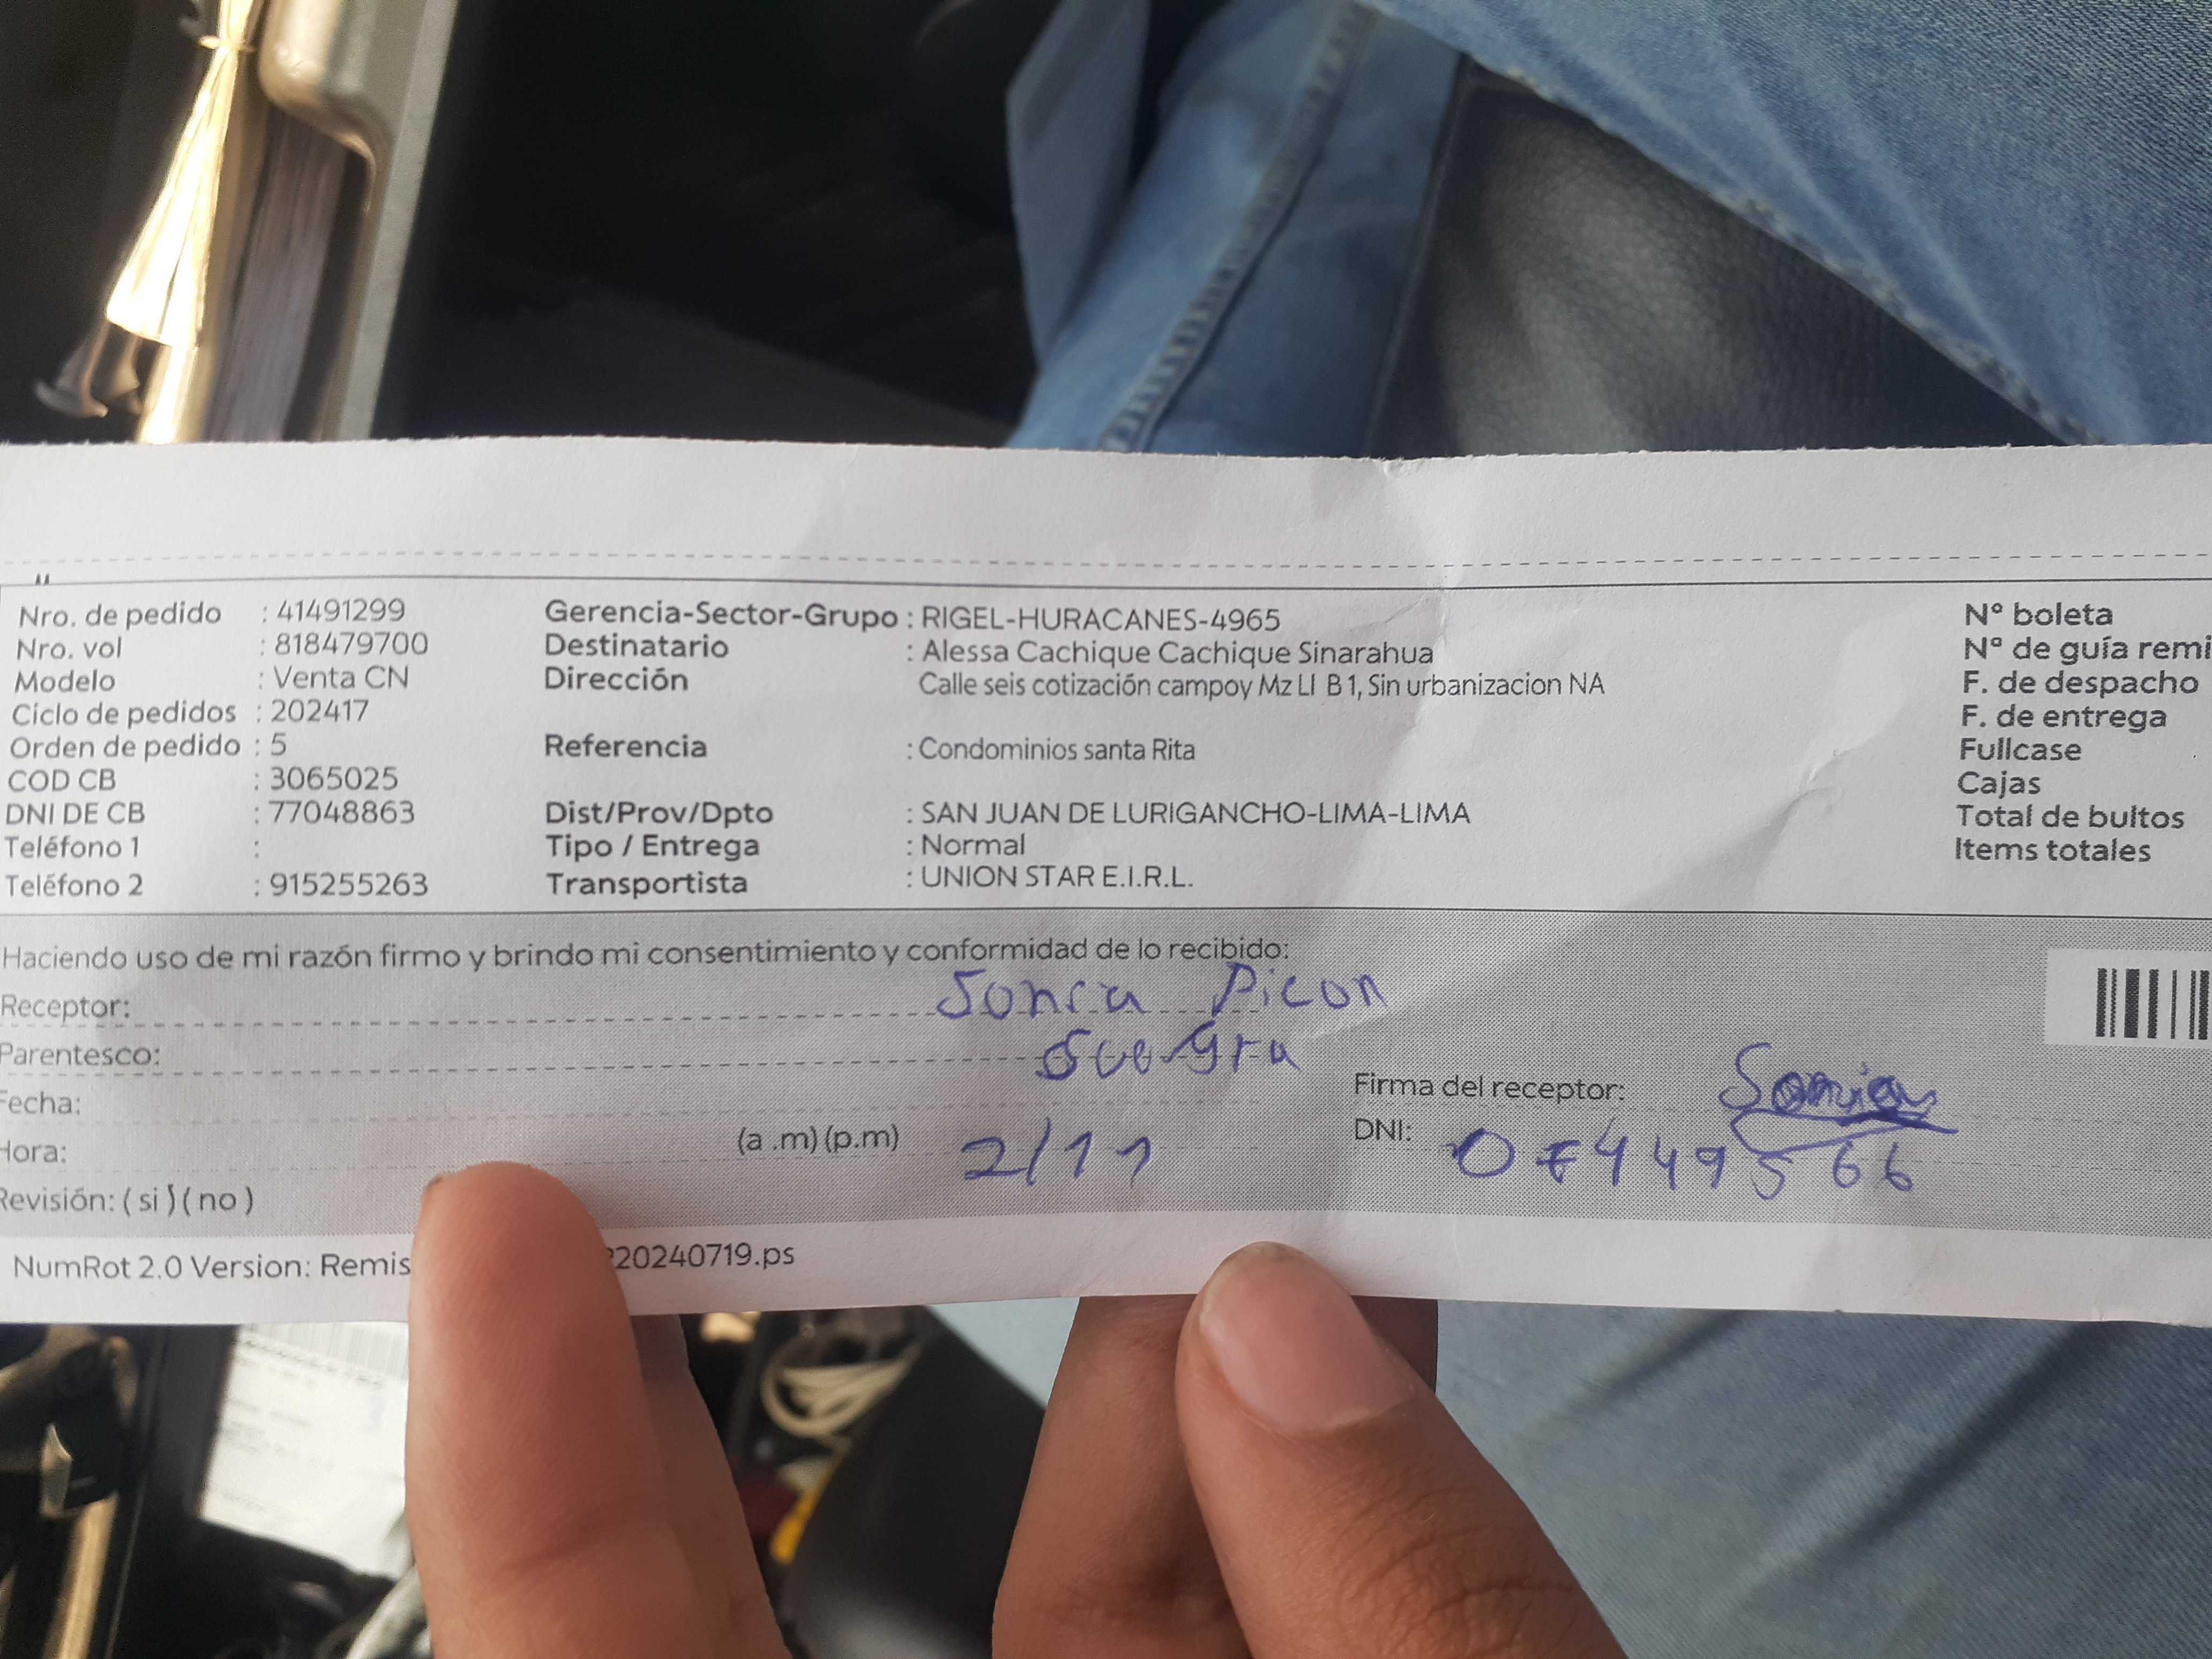 Nro. de pedido : 41491299 Gerencia-Sector-Grupo : RIGEL-HURACANES-4965 N° boleta
Nro. vol : 818479700 Destinatario : Alessa Cachique Cachique Sinarahua N° de guía remi
Modelo : Venta CN Dirección Calle seis cotización campoy Mz LI B 1, Sin urbanizacion NA F. de despacho
Ciclo de pedidos : 202417 F. de entrega
Orden de pedido : 5 Referencia : Condominios santa Rita Fullcase
COD CB : 3065025 Cajas
DNI DE CB : 77048863 Dist/Prov/Dpto : SAN JUAN DE LURIGANCHO-LIMA-LIMA Total de bultos
Teléfono 1 : Tipo / Entrega : Normal Items totales
Teléfono 2 : 915255263 Transportista : UNION STAR E.I.R.L.
Haciendo uso de mi razón firmo y brindo mi consentimiento y conformidad de lo recibido:
Receptor: Sonia Picon
Parentesco: Suegra
Fecha: Firma del receptor: Sonia
Hora: (a .m) (p.m) 2/11 DNI: 07449566
Revisión: ( si ) ( no )
NumRot 2.0 Version: Remis 20240719.ps